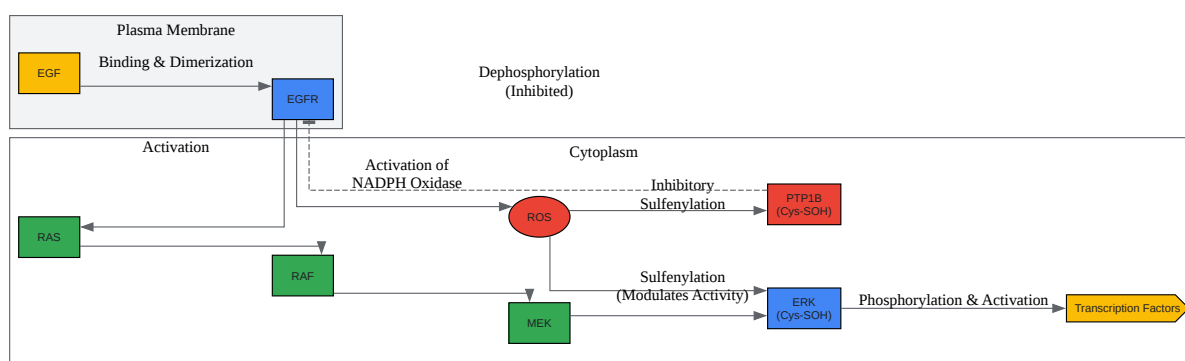 Plasma Membrane
EGF
Binding & Dimerization
EGFR
Dephosphorylation
(Inhibited)
Activation
Cytoplasm
Activation of
NADPH Oxidase
Inhibitory
Sulfenylation
PTP1B
(Cys-SOH)
ROS
RAS
RAF
Sulfenylation
(Modulates Activity)
MEK
ERK
(Cys-SOH)
Phosphorylation & Activation
Transcription Factors